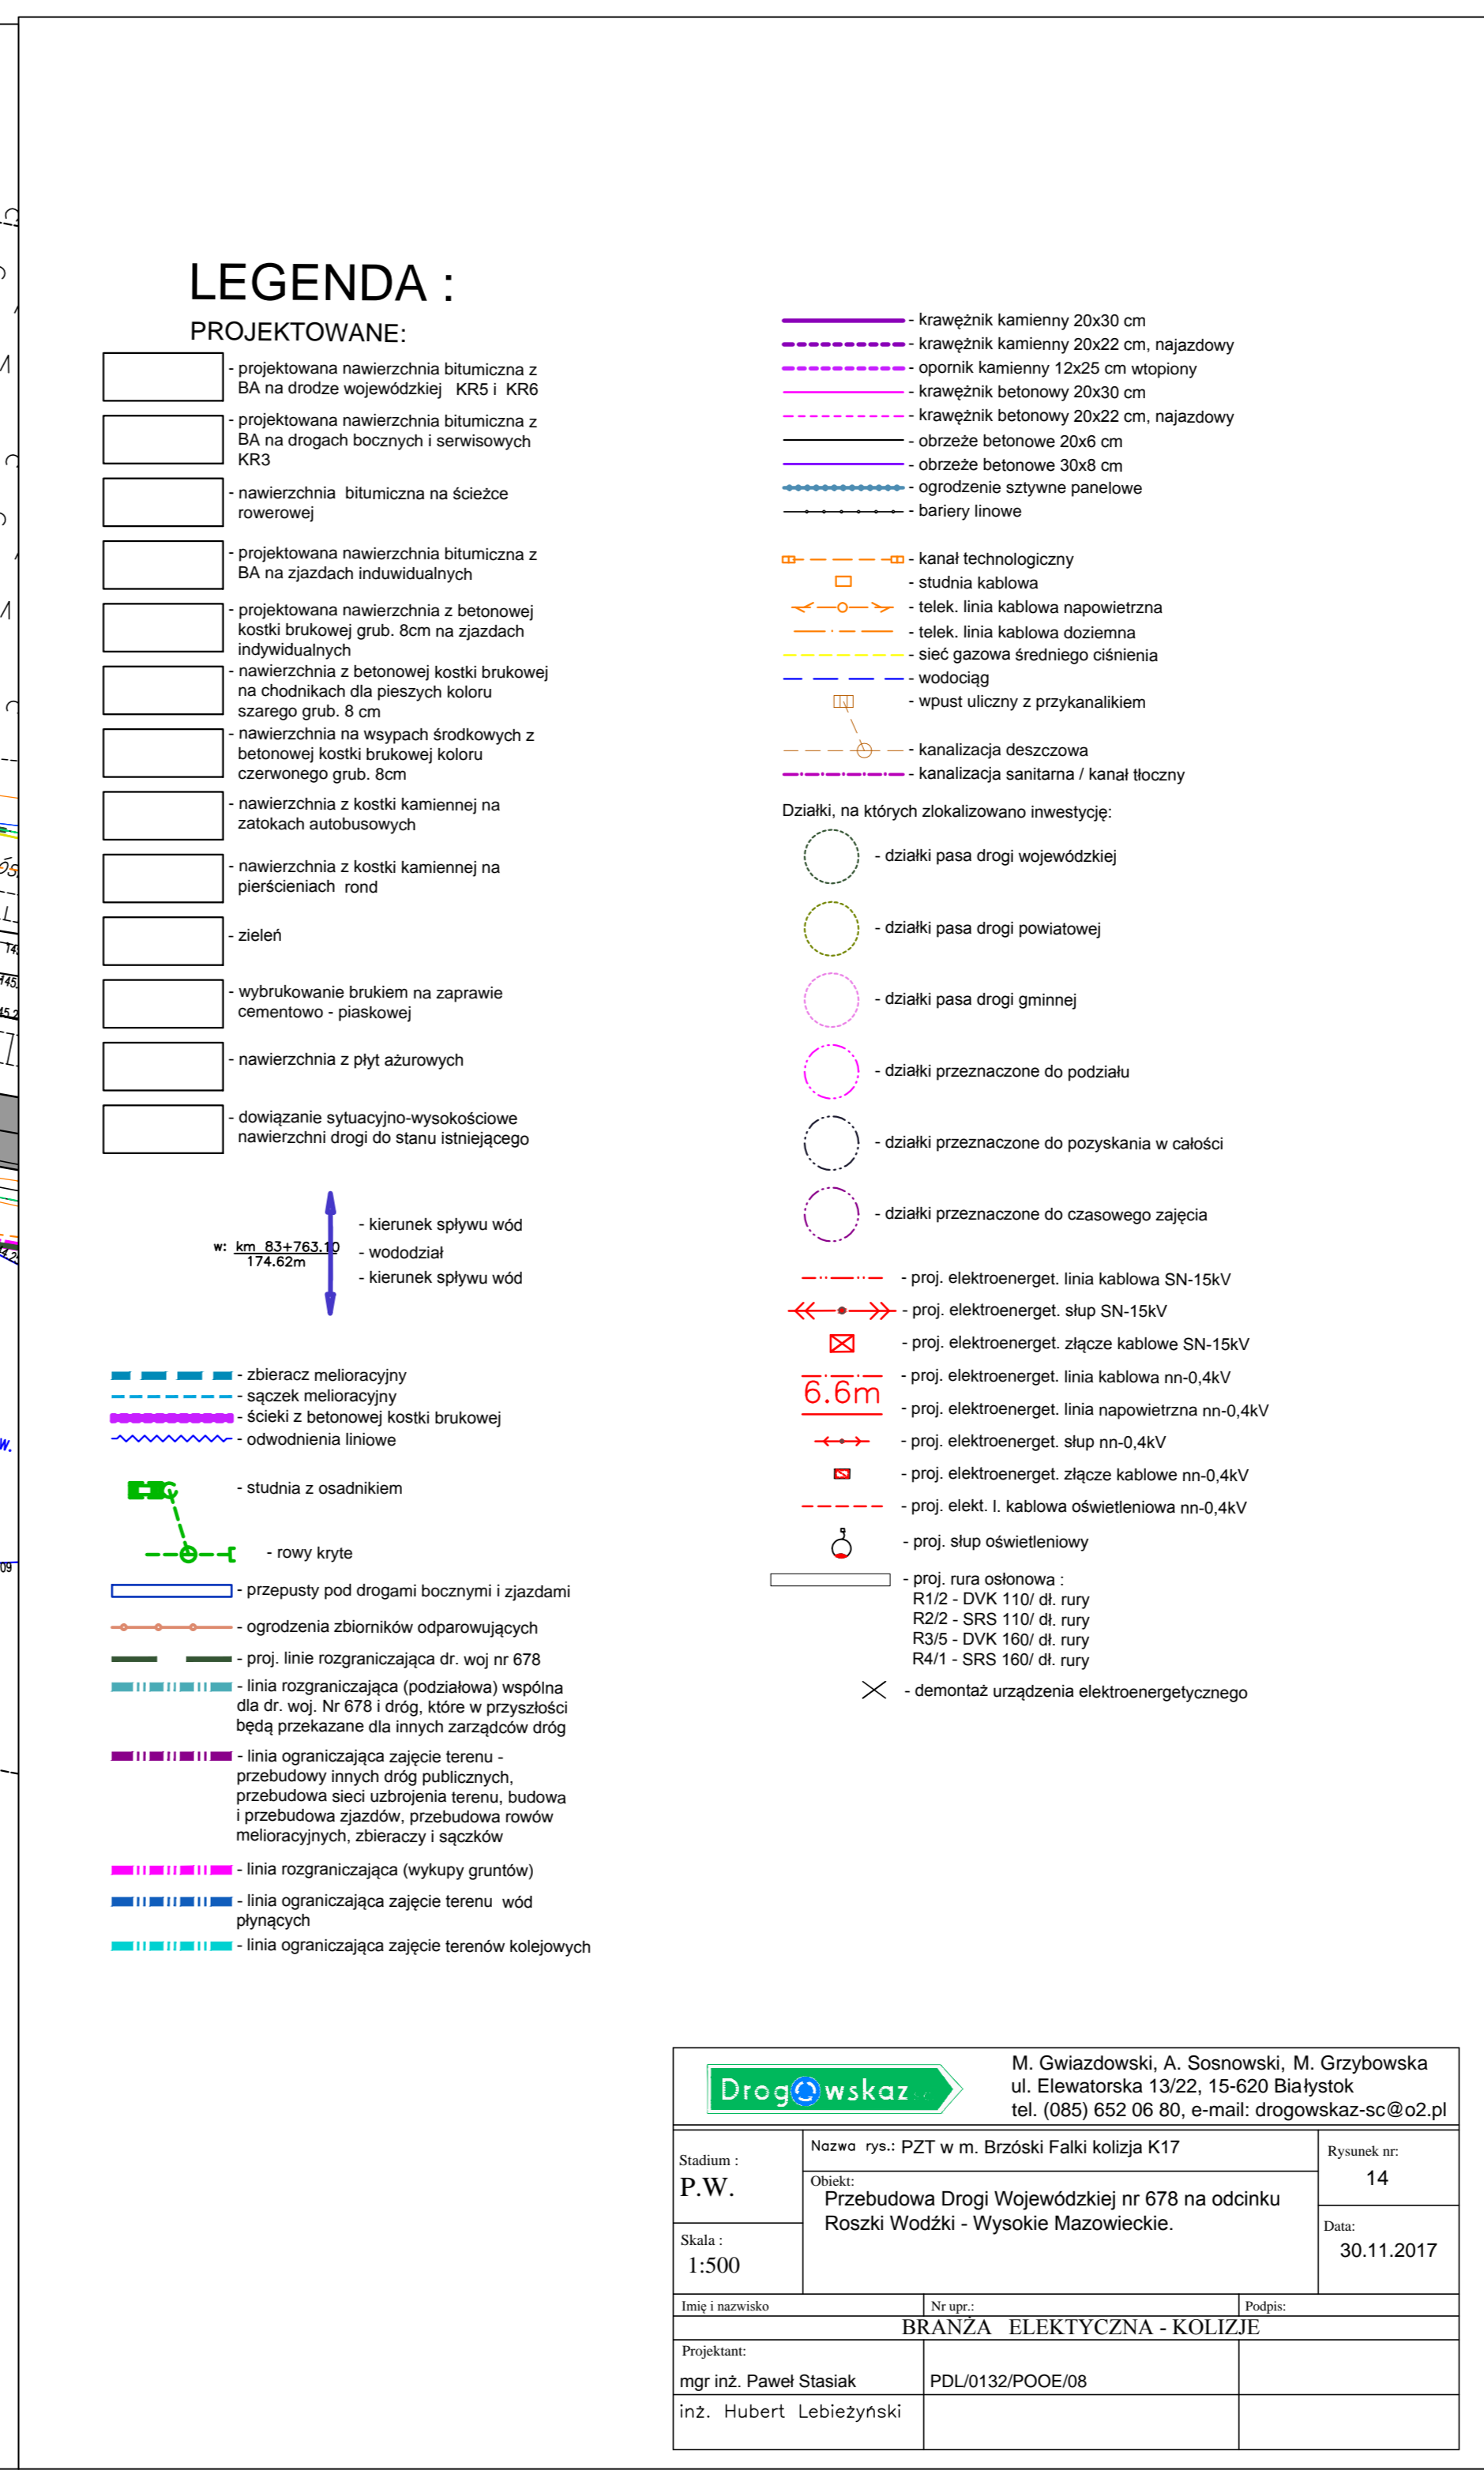 LEGENDA :
PROJEKTOWANE:
- projektowana nawierzchnia bitumiczna z
BA na drodze wojewódzkiej KR5 i KR6
- projektowana nawierzchnia bitumiczna z
BA na drogach bocznych i serwisowych
KR3
- nawierzchnia bitumiczna na ścieżce
rowerowej
- projektowana nawierzchnia bitumiczna z
BA na zjazdach induwidualnych
- projektowana nawierzchnia z betonowej
kostki brukowej grub. 8cm na zjazdach
indywidualnych
- nawierzchnia z betonowej kostki brukowej
na chodnikach dla pieszych koloru
szarego grub. 8 cm
- nawierzchnia na wsypach środkowych z
betonowej kostki brukowej koloru
czerwonego grub. 8cm
- nawierzchnia z kostki kamiennej na
zatokach autobusowych
- nawierzchnia z kostki kamiennej na
pierścieniach rond
- zieleń
- wybrukowanie brukiem na zaprawie
cementowo - piaskowej
- nawierzchnia z płyt ażurowych
- dowiązanie sytuacyjno-wysokościowe
nawierzchni drogi do stanu istniejącego
- kierunek spływu wód
w: km 83+763.10 - wododział
174.62m
- kierunek spływu wód
- zbieracz melioracyjny
- sączek melioracyjny
- ścieki z betonowej kostki brukowej
- odwodnienia liniowe
- studnia z osadnikiem
- rowy kryte
- przepusty pod drogami bocznymi i zjazdami
- ogrodzenia zbiorników odparowujących
- proj. linie rozgraniczająca dr. woj nr 678
- linia rozgraniczająca (podziałowa) wspólna
dla dr. woj. Nr 678 i dróg, które w przyszłości
będą przekazane dla innych zarządców dróg
- linia ograniczająca zajęcie terenu -
przebudowy innych dróg publicznych,
przebudowa sieci uzbrojenia terenu, budowa
i przebudowa zjazdów, przebudowa rowów
melioracyjnych, zbieraczy i sączków
- linia rozgraniczająca (wykupy gruntów)
- linia ograniczająca zajęcie terenu wód
płynących
- linia ograniczająca zajęcie terenów kolejowych
- krawężnik kamienny 20x30 cm
- krawężnik kamienny 20x22 cm, najazdowy
- opornik kamienny 12x25 cm wtopiony
- krawężnik betonowy 20x30 cm
- krawężnik betonowy 20x22 cm, najazdowy
- obrzeże betonowe 20x6 cm
- obrzeże betonowe 30x8 cm
- ogrodzenie sztywne panelowe
- bariery linowe
- kanał technologiczny
- studnia kablowa
- telek. linia kablowa napowietrzna
- telek. linia kablowa doziemna
- sieć gazowa średniego ciśnienia
- wodociąg
- wpust uliczny z przykanalikiem
- kanalizacja deszczowa
- kanalizacja sanitarna / kanał tłoczny
Działki, na których zlokalizowano inwestycję:
- działki pasa drogi wojewódzkiej
- działki pasa drogi powiatowej
- działki pasa drogi gminnej
- działki przeznaczone do podziału
- działki przeznaczone do pozyskania w całości
- działki przeznaczone do czasowego zajęcia
- proj. elektroenerget. linia kablowa SN-15kV
- proj. elektroenerget. słup SN-15kV
- proj. elektroenerget. złącze kablowe SN-15kV
- proj. elektroenerget. linia kablowa nn-0,4kV
6.6m
- proj. elektroenerget. linia napowietrzna nn-0,4kV
- proj. elektroenerget. słup nn-0,4kV
- proj. elektroenerget. złącze kablowe nn-0,4kV
- proj. elekt. l. kablowa oświetleniowa nn-0,4kV
- proj. słup oświetleniowy
- proj. rura osłonowa :
R1/2 - DVK 110/ dł. rury
R2/2 - SRS 110/ dł. rury
R3/5 - DVK 160/ dł. rury
R4/1 - SRS 160/ dł. rury
- demontaż urządzenia elektroenergetycznego
Drogowskaz
M. Gwiazdowski, A. Sosnowski, M. Grzybowska
ul. Elewatorska 13/22, 15-620 Białystok
tel. (085) 652 06 80, e-mail: drogowskaz-sc@o2.pl
Stadium :
P.W.
Nazwa rys.: PZT w m. Brzóski Falki kolizja K17
Rysunek nr:
14
Obiekt:
Przebudowa Drogi Wojewódzkiej nr 678 na odcinku
Roszki Wodźki - Wysokie Mazowieckie.
Skala :
1:500
Data:
30.11.2017
Imię i nazwisko
Nr upr.:
Podpis:
BRANŻA ELEKTYCZNA - KOLIZJE
Projektant:
mgr inż. Paweł Stasiak
PDL/0132/POOE/08
inż. Hubert Lebieżyński